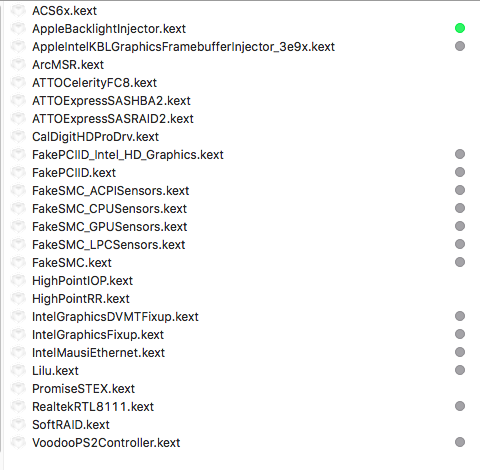 ACS6x.kext
AppleBacklightInjector.kext
AppleIntelKBLGraphicsFramebufferInjector_3e9x.kext
ArcMSR.kext
ATTOCelerityFC8.kext
ATTOExpressSASHBA2.kext
ATTOExpressSASRAID2.kext
CalDigitHDProDrv.kext
FakePCIID_Intel_HD_Graphics.kext
FakePCIID.kext
FakeSMC_ACPISensors.kext
FakeSMC_CPUSensors.kext
FakeSMC_GPUSensors.kext
FakeSMC_LPCSensors.kext
FakeSMC.kext
HighPointIOP.kext
HighPointRR.kext
IntelGraphicsDVMTFixup.kext
IntelGraphicsFixup.kext
IntelMausiEthernet.kext
Lilu.kext
PromiseSTEX.kext
RealtekRTL8111.kext
SoftRAID.kext
VoodooPS2Controller.kext